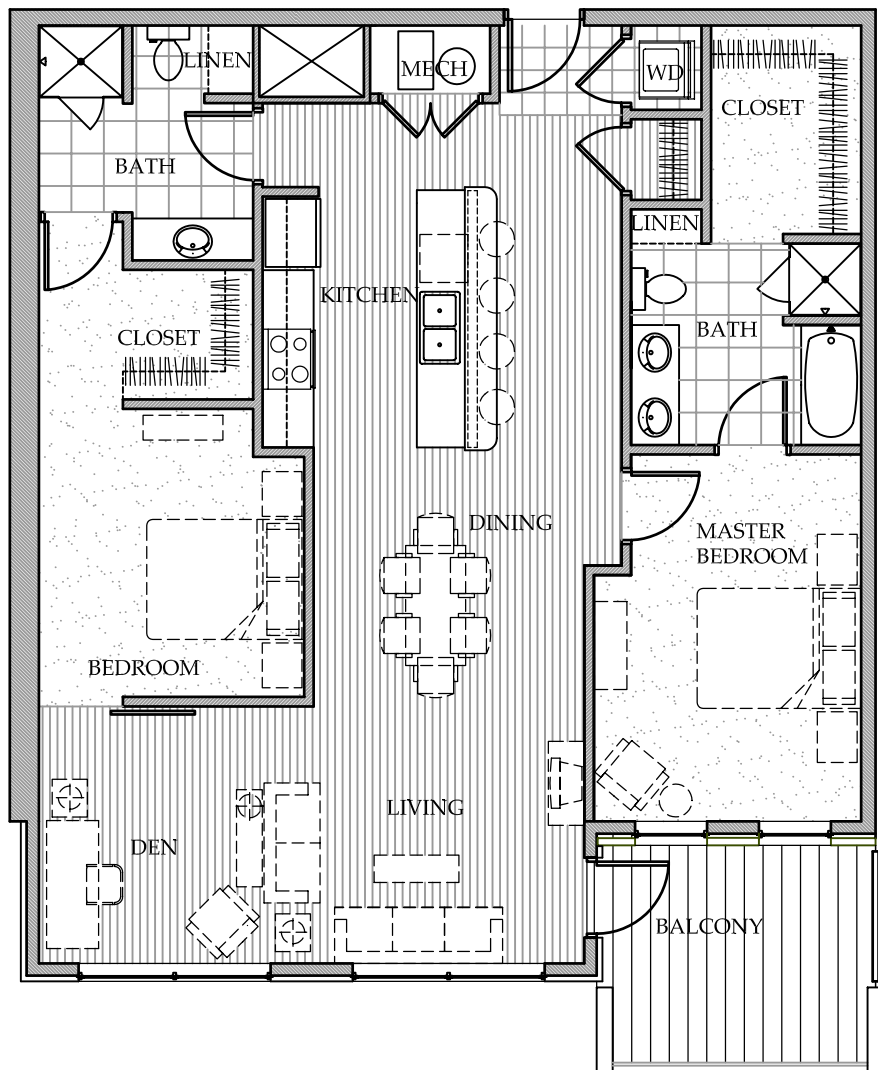 LINEN
MECH
WD
CLOSET
BATH
LINEN
KITCHEN
CLOSET
BATH
DINING
MASTER
BEDROOM
BEDROOM
LIVING
DEN
BALCONY